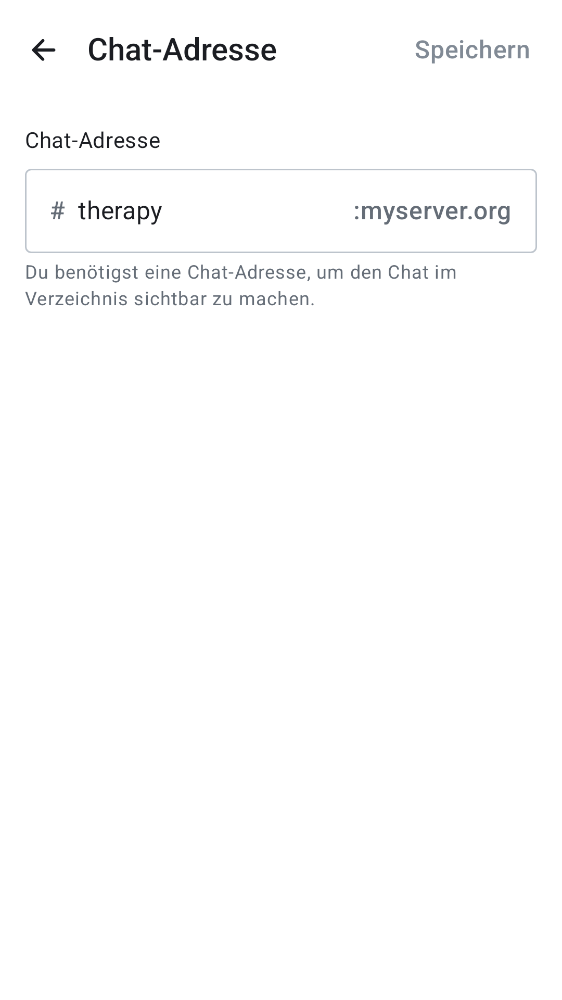 Chat-Adresse Speichern
Chat-Adresse
# therapy :myserver.org
Du benötigst eine Chat-Adresse, um den Chat im
Verzeichnis sichtbar zu machen.